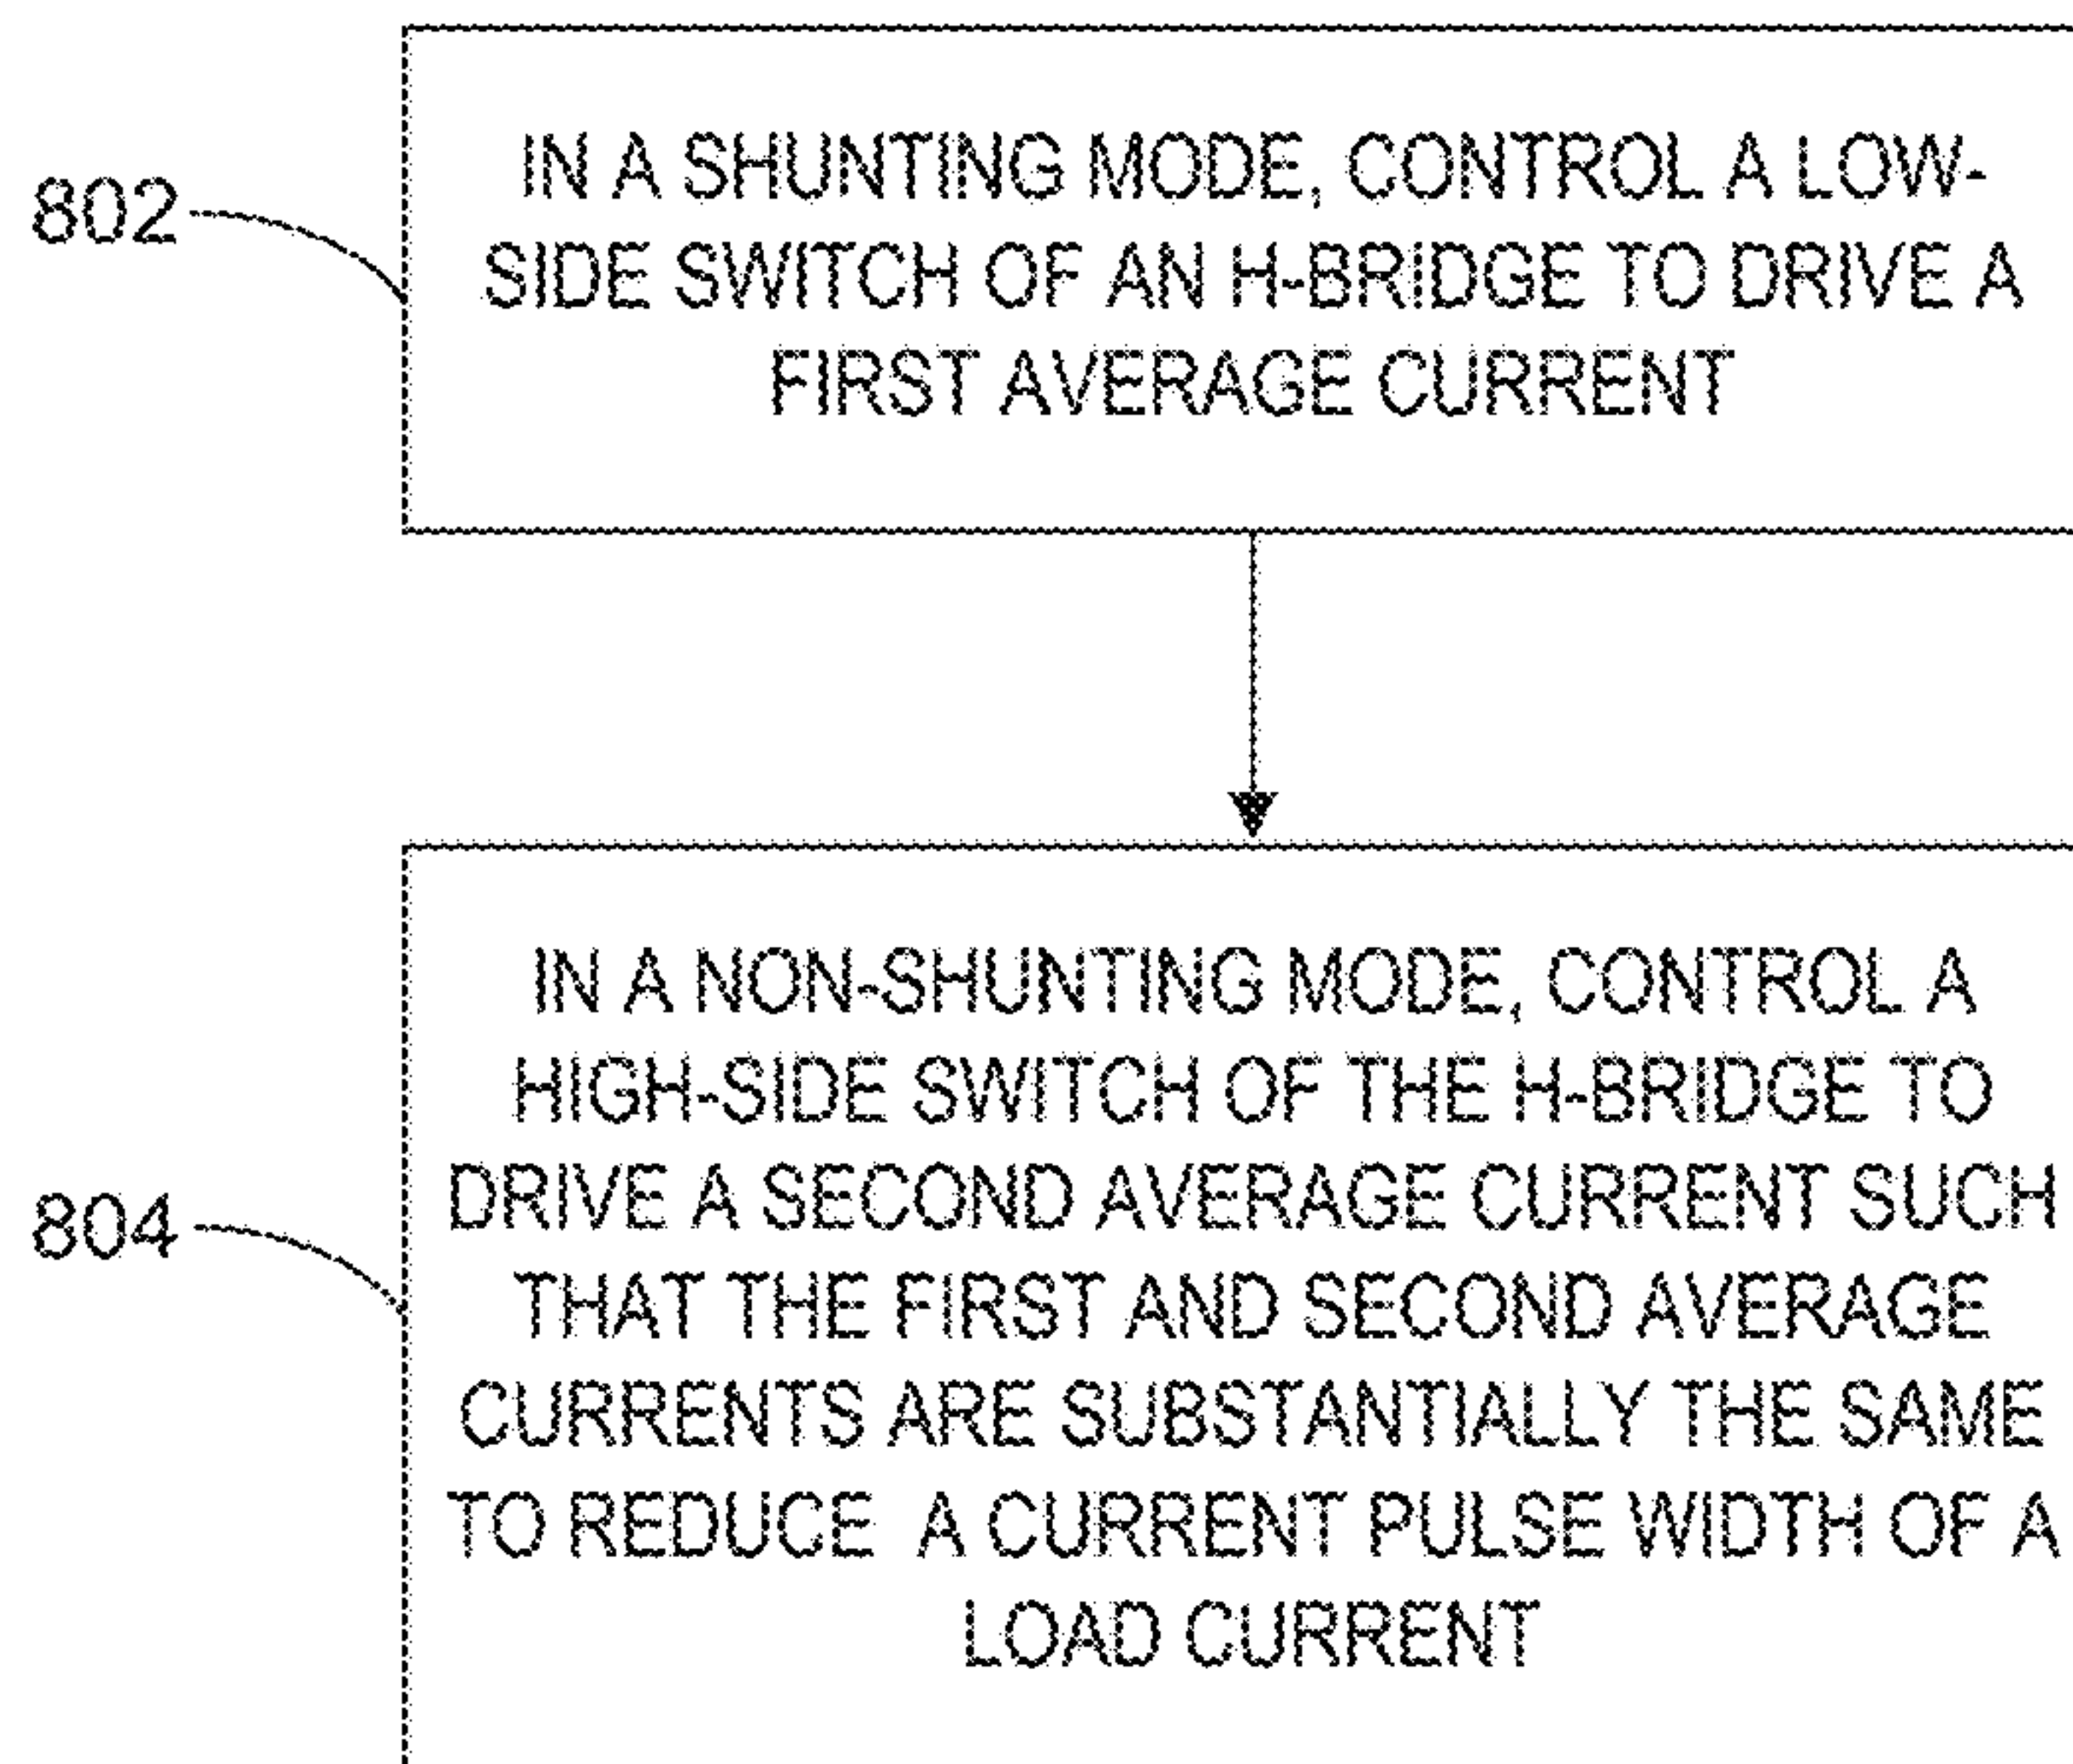 802
IN A SHUNTING MODE, CONTROL A LOW-
SIDE SWITCH OF AN H-BRIDGE TO DRIVE A
FIRST AVERAGE CURRENT
804
IN A NON-SHUNTING MODE, CONTROL A
HIGH-SIDE SWITCH OF THE H-BRIDGE TO
DRIVE A SECOND AVERAGE CURRENT SUCH
THAT THE FIRST AND SECOND AVERAGE
CURRENTS ARE SUBSTANTIALLY THE SAME
TO REDUCE A CURRENT PULSE WIDTH OF A
LOAD CURRENT